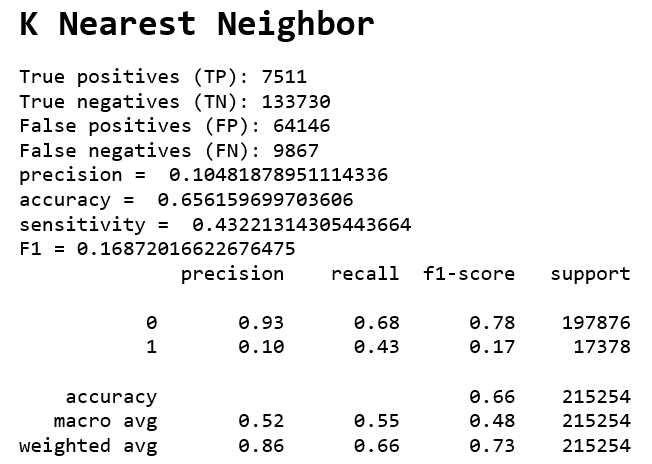 K Nearest Neighbor
True positives (TP): 7511
True negatives (TN): 133730
False positives (FP): 64146
False negatives (FN): 9867
precision =  0.10481878951114336
accuracy =  0.656159699703606
sensitivity =  0.43221314305443664
F1 = 0.16872016622676475
precision recall f1-score support
0 0.93 0.68 0.78 197876
1 0.10 0.43 0.17 17378
accuracy 0.66 215254
macro avg 0.52 0.55 0.48 215254
weighted avg 0.86 0.66 0.73 215254